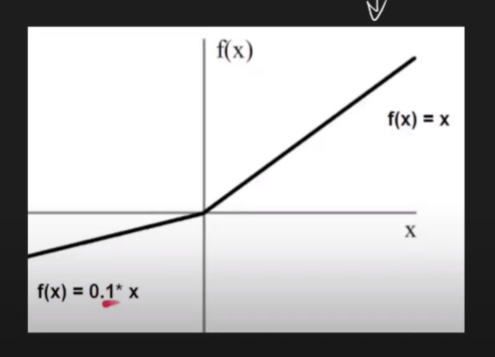 f(x)
f(x) = x
x
f(x) = 0.1* x